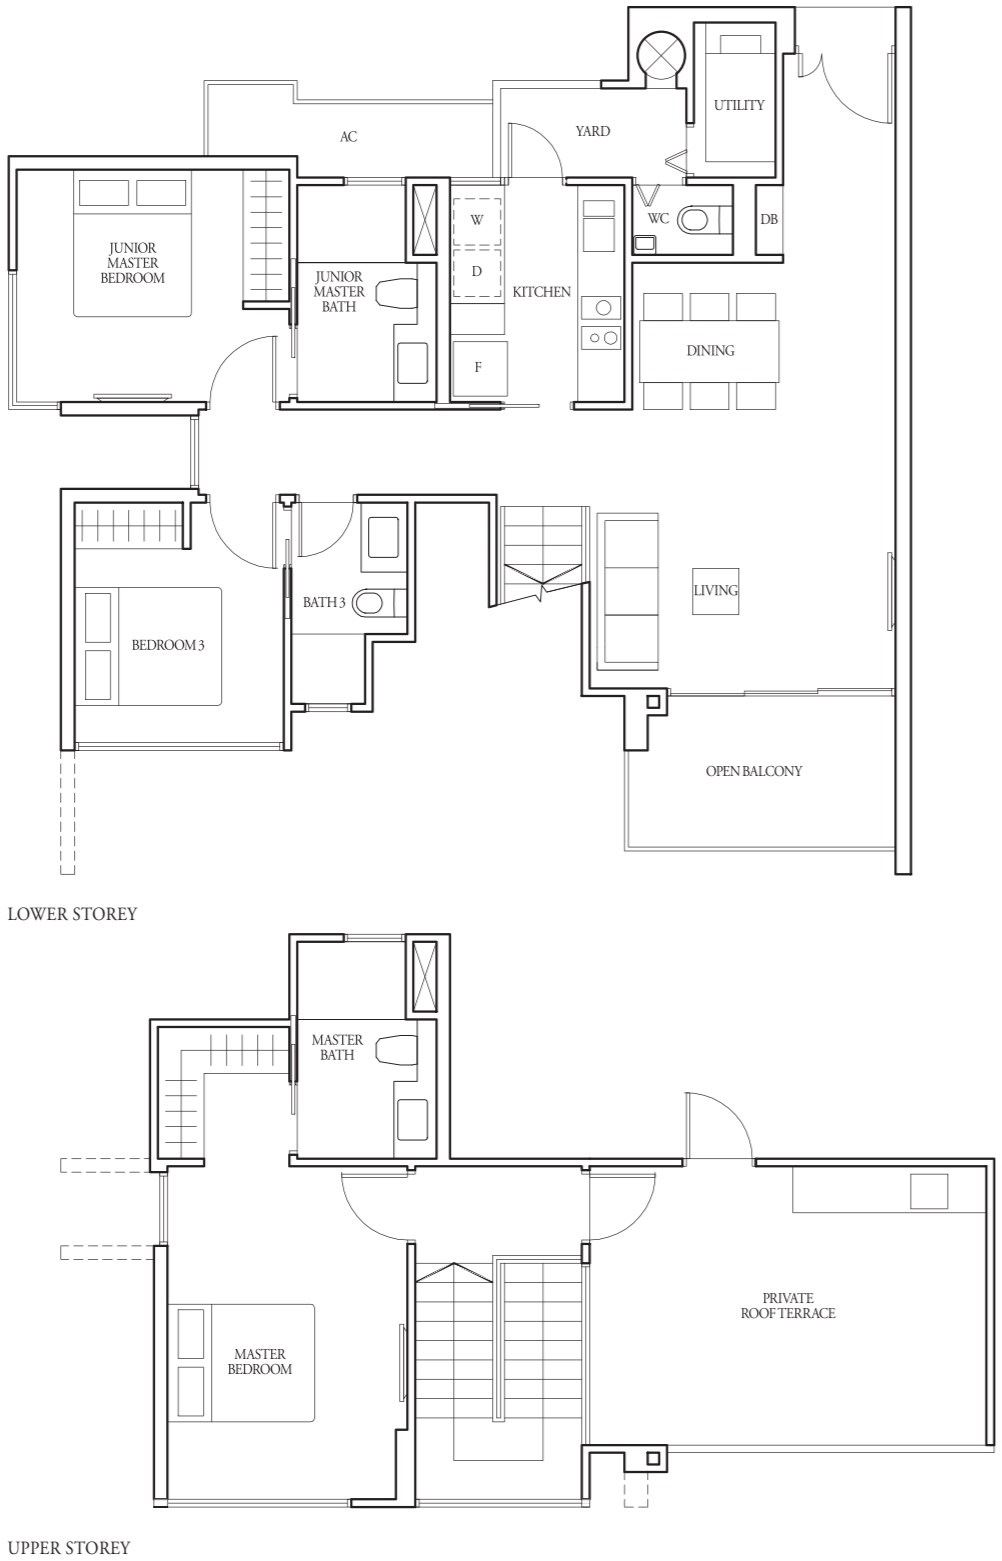 UTILITY
YARD
AC
WC
DB
W
JUNIOR
MASTER
BEDROOM
D
JUNIOR
MASTER
BATH
KITCHEN
DINING
F
LIVING
BATH 3
BEDROOM 3
OPEN BALCONY
LOWER STOREY
MASTER
BATH
PRIVATE
ROOF TERRACE
MASTER
BEDROOM
UPPER STOREY